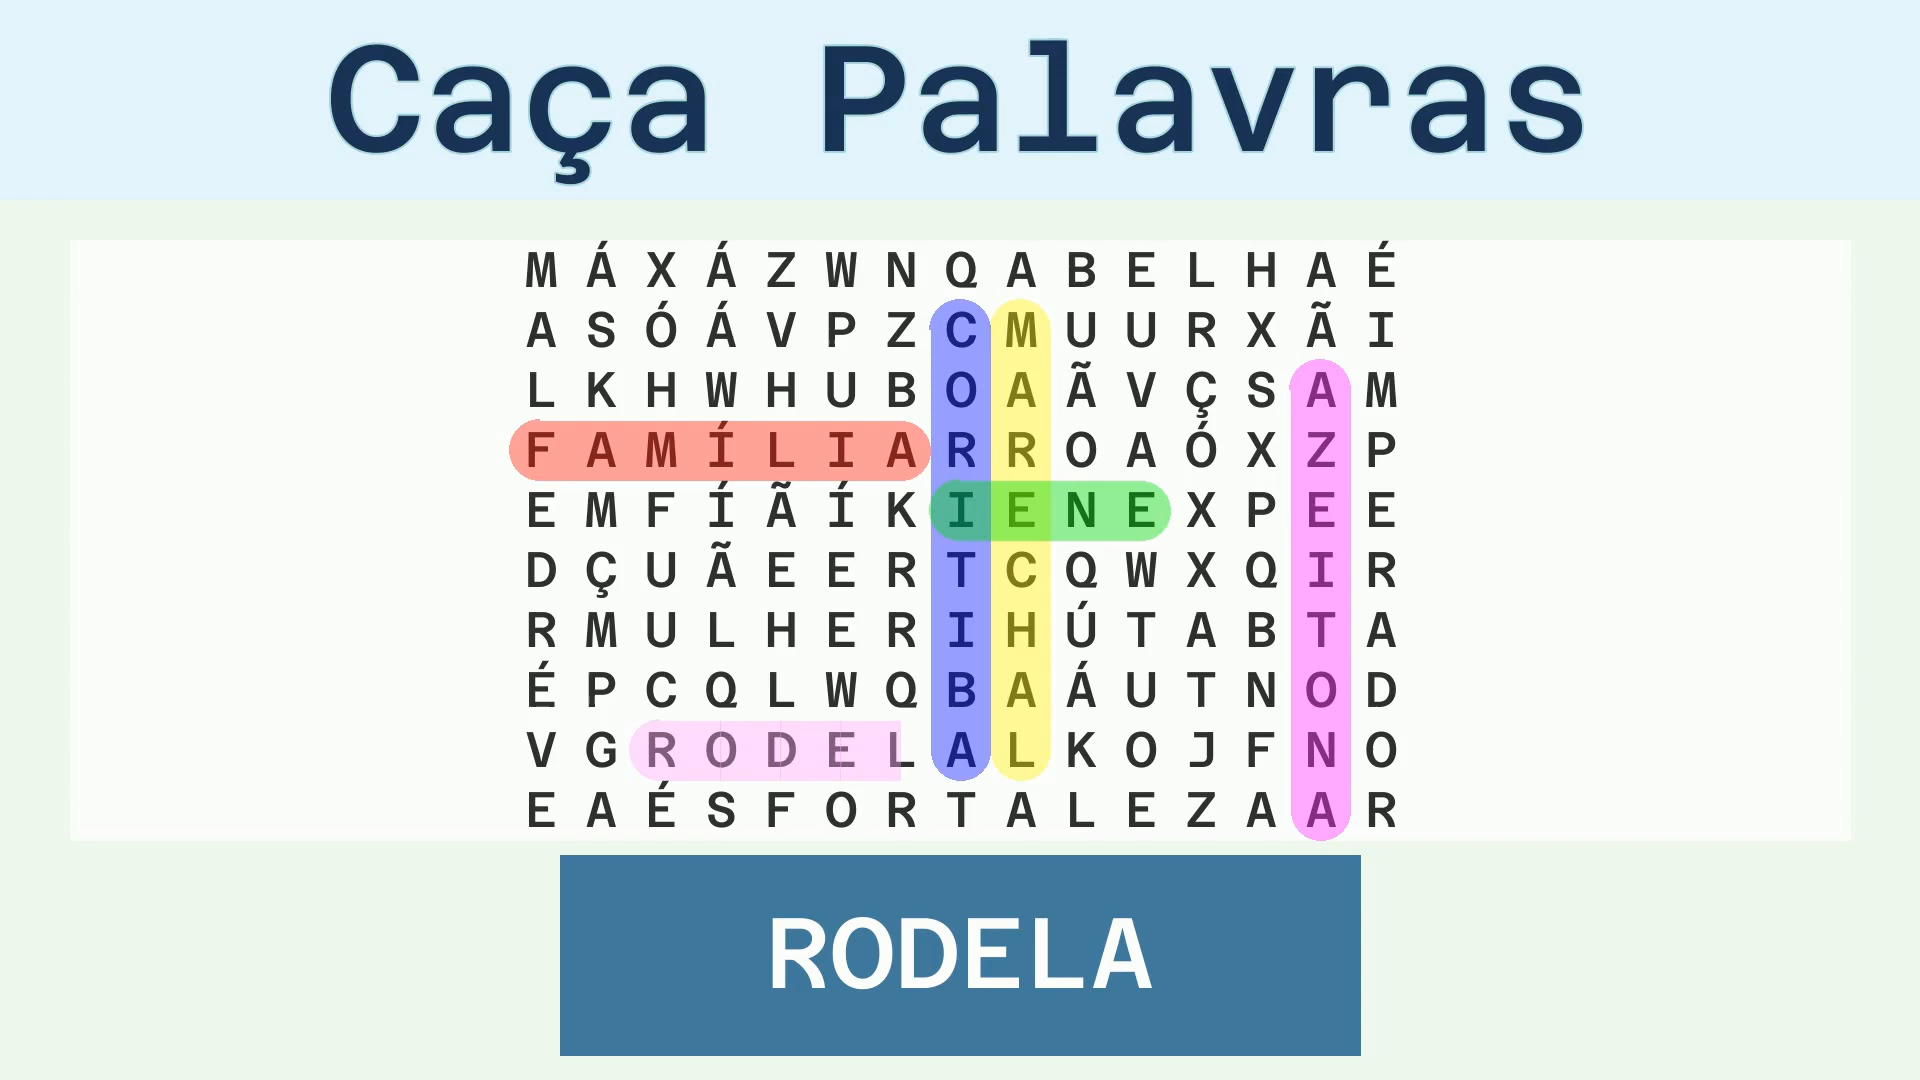 Caça Palavras
M Á X Á Z W N Q A B E L H A É
A S Ó Á V P Z C M U U R X Ã I
L K H W H U B O A Ã V Ç S A M
F A M Í L I A R R O A Ó X Z P
E M F Í Ã Í K I E N E X P E E
D Ç U Ã E E R T C Q W X Q I R
R M U L H E R I H Ú T A B T A
É P C Q L W Q B A Á U T N O D
V G R O D E L A L K O J F N O
E A É S F O R T A L E Z A A R
RODELA